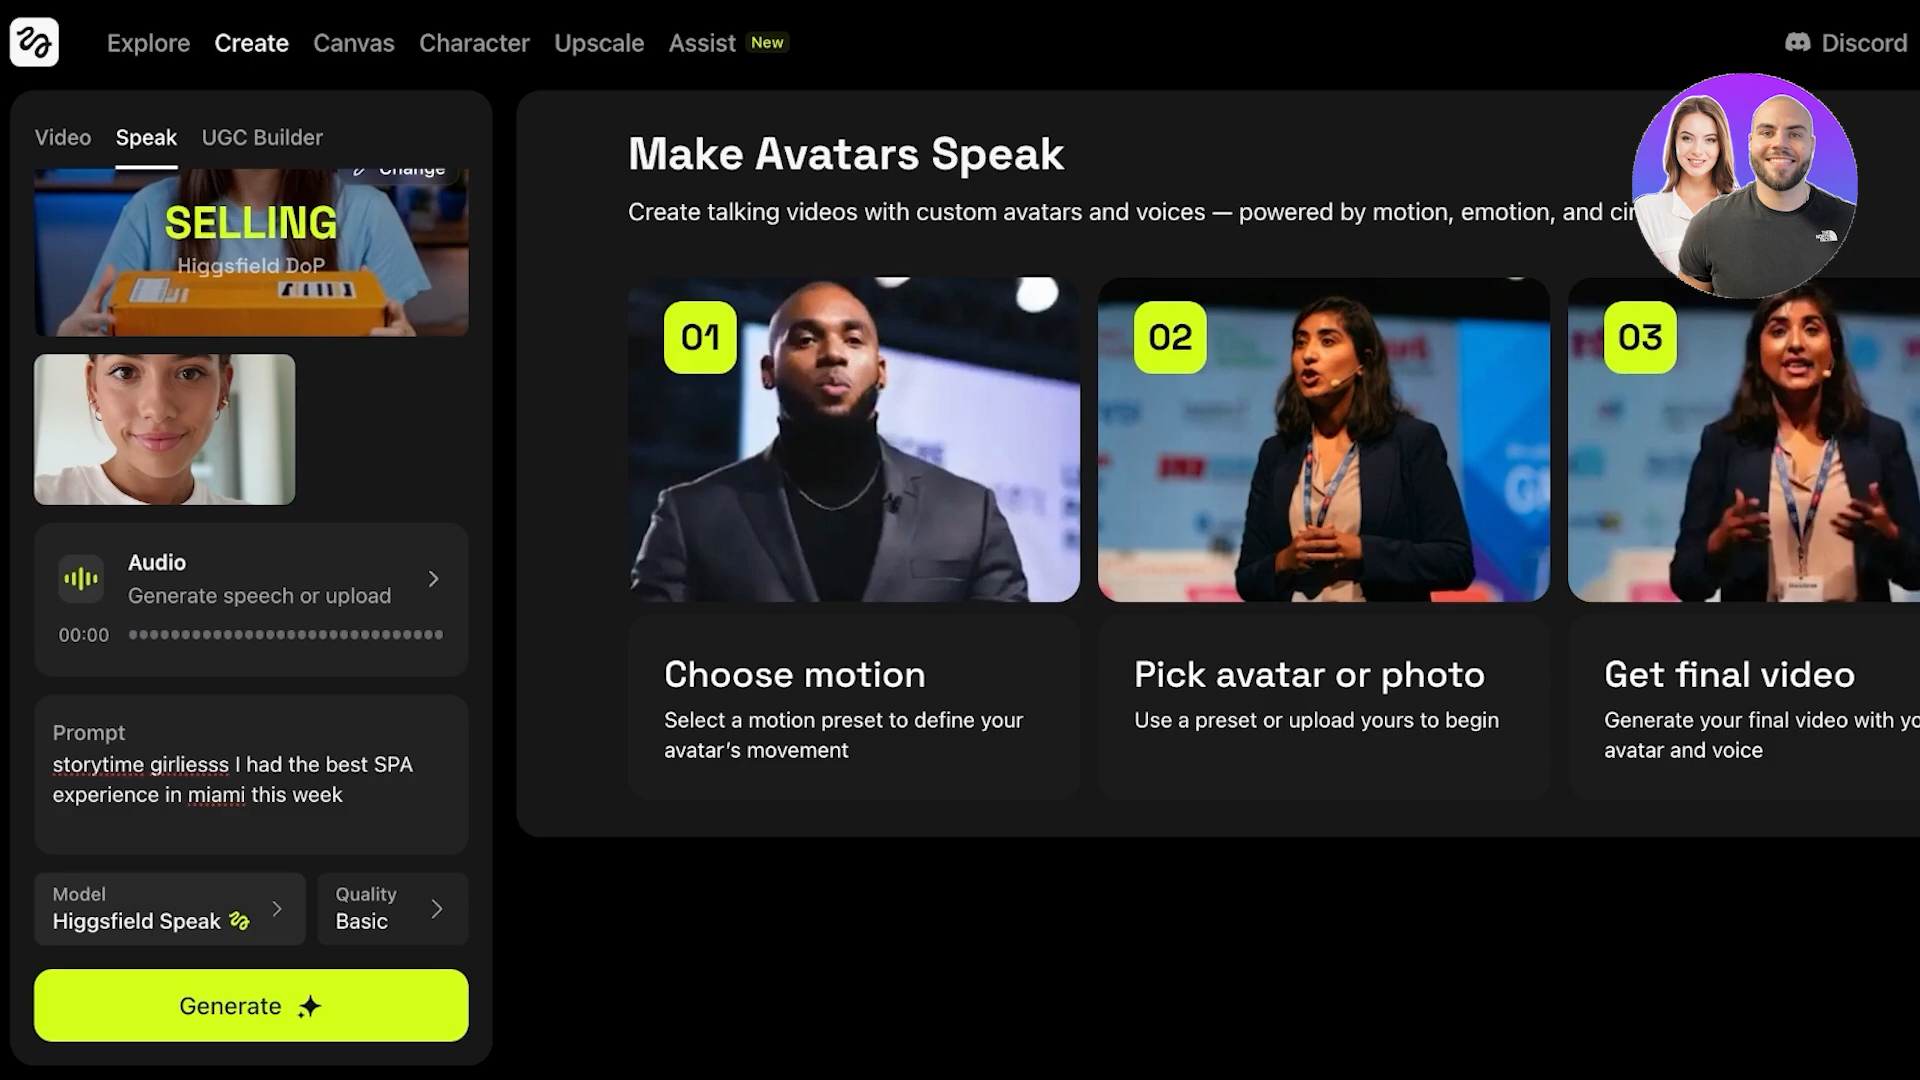 Explore Create Canvas Character Upscale Assist New
Discord
Video Speak UGC Builder
Change
SELLING
Higgsfield DoP
Audio
Generate speech or upload
00:00
Prompt
storytime girliesss I had the best SPA
experience in miami this week
Model
Higgsfield Speak
Quality
Basic
Generate
Make Avatars Speak
Create talking videos with custom avatars and voices — powered by motion, emotion, and
01
02
03
Choose motion
Select a motion preset to define your
avatar’s movement
Pick avatar or photo
Use a preset or upload yours to begin
Get final video
Generate your final video with
avatar and voice